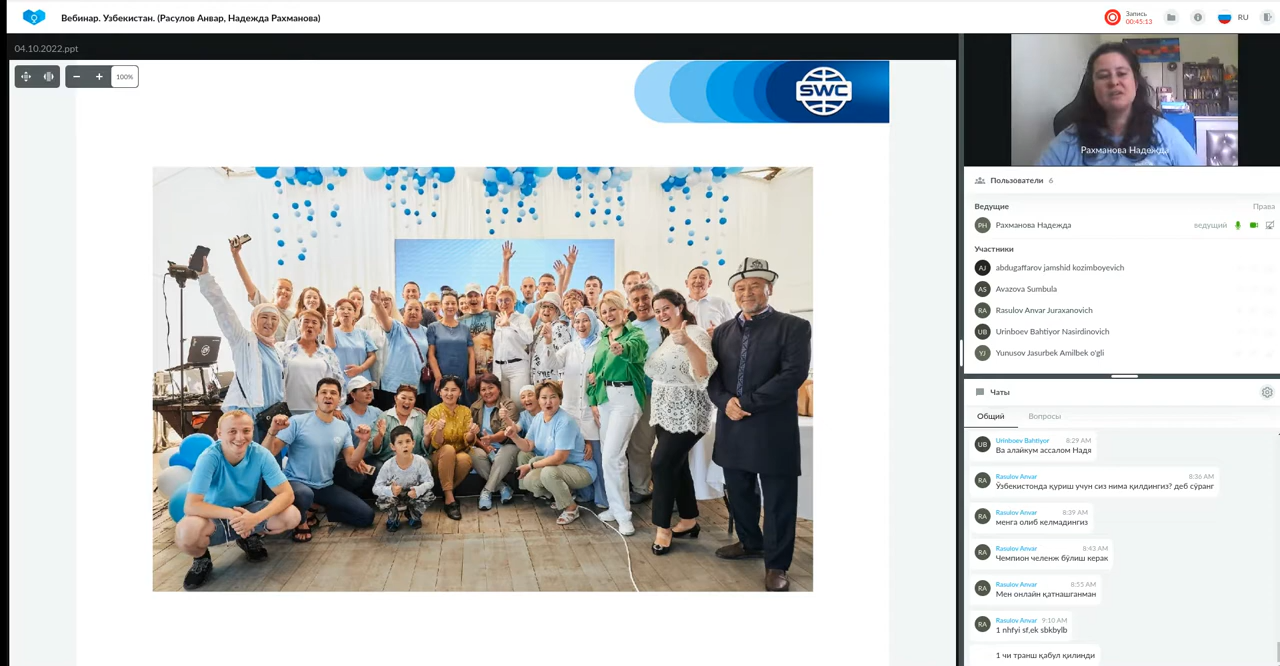 Вебинар. Узбекистан. (Расулов Анвар, Надежда Рахманова)
Запись
00:45:13
RU
04.10.2022.ppt
100%
SWC
Рахманова Надежда
Пользователи 6
Ведущие Права
РН Рахманова Надежда ведущий
Участники
AJ abdugaffarov jamshid kozimboyevich
AS Avazova Sumbula
RA Rasulov Anvar Juraxanovich
UB Urinboev Bahtiyor Nasirdinovich
YJ Yunusov Jasurbek Amilbek o'gli
Чаты
Общий Вопросы
UB Urinboev Bahtiyor 8:29 AM
Ва алайкум ассалом Надя
RA Rasulov Anvar 8:36 AM
Ўзбекистонда қуриш учун сиз нима қилдингиз? деб сўранг
RA Rasulov Anvar 8:39 AM
менга олиб келмадингиз
RA Rasulov Anvar 8:43 AM
Чемпион челенж бўлиш керак
RA Rasulov Anvar 8:55 AM
Мен онлайн қатнашганман
RA Rasulov Anvar 9:10 AM
1 nhfyi sf,ek sbkbylb
1 чи транш қабул қилинди